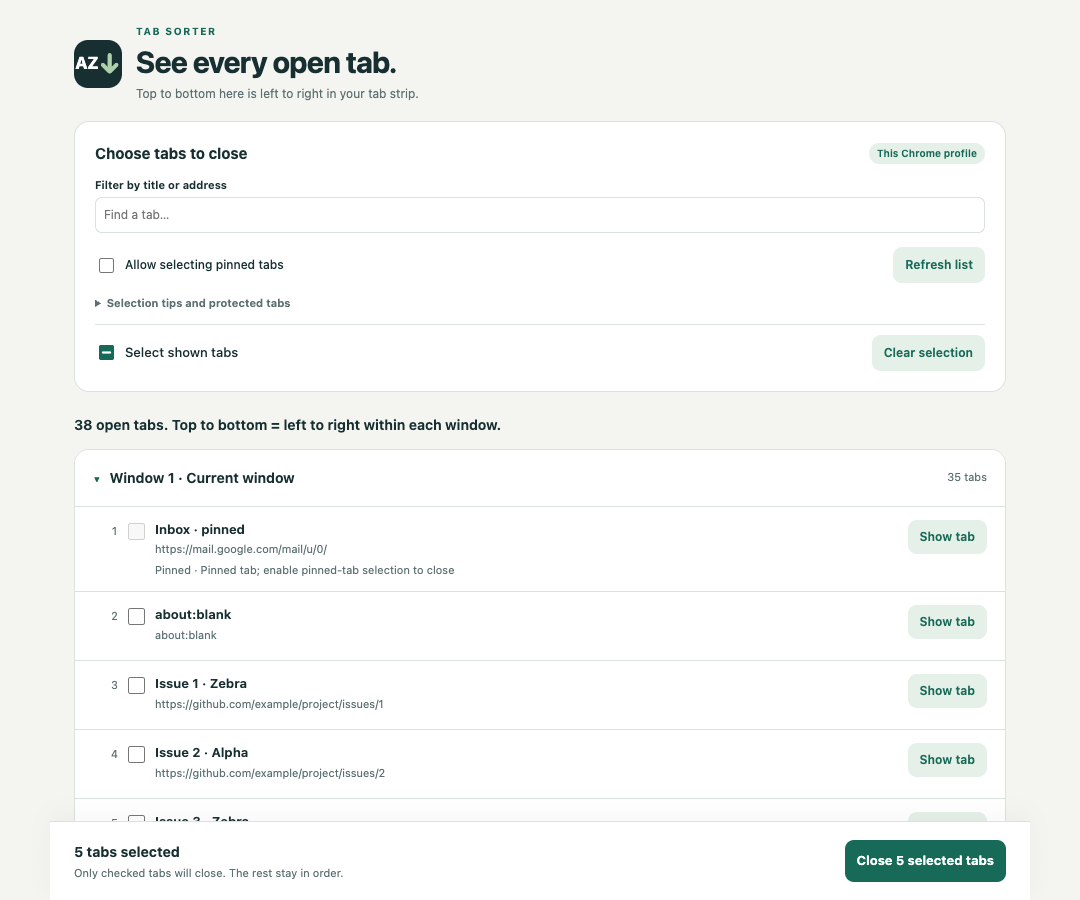 TAB SORTER
AZ
See every open tab.
Top to bottom here is left to right in your tab strip.
Choose tabs to close
This Chrome profile
Filter by title or address
Find a tab...
Allow selecting pinned tabs
Refresh list
Selection tips and protected tabs
Select shown tabs
Clear selection
38 open tabs. Top to bottom = left to right within each window.
Window 1 · Current window
35 tabs
1
Inbox · pinned
Show tab
https://mail.google.com/mail/u/0/
Pinned · Pinned tab; enable pinned-tab selection to close
2
about:blank
Show tab
about:blank
3
Issue 1 · Zebra
Show tab
https://github.com/example/project/issues/1
4
Issue 2 · Alpha
Show tab
https://github.com/example/project/issues/2
5
Issue 3 · Zebra
5 tabs selected
Only checked tabs will close. The rest stay in order.
Close 5 selected tabs